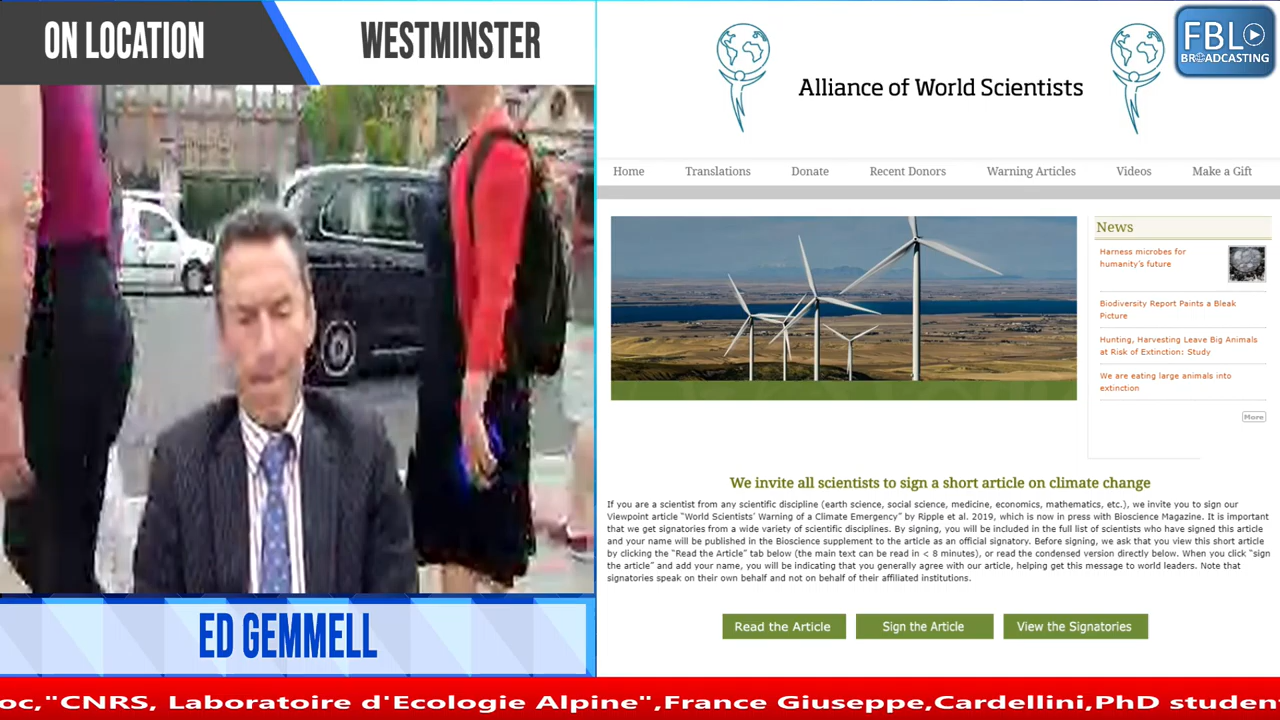 ON LOCATION
WESTMINSTER
ED GEMMELL
Alliance of World Scientists
FBL
BROADCASTING
Home Translations Donate Recent Donors Warning Articles Videos Make a Gift
News
Harness microbes for
humanity's future
Biodiversity Report Paints a Bleak
Picture
Hunting, Harvesting Leave Big Animals
at Risk of Extinction: Study
We are eating large animals into
extinction
More
We invite all scientists to sign a short article on climate change
If you are a scientist from any scientific discipline (earth science, social science, medicine, economics, mathematics, etc.), we invite you to sign our
Viewpoint article "World Scientists' Warning of a Climate Emergency" by Ripple et al. 2019, which is now in press with Bioscience Magazine. It is important
that we get signatories from a wide variety of scientific disciplines. By signing, you will be included in the full list of scientists who have signed this article
and your name will be published in the Bioscience supplement to the article as an official signatory. Before signing, we ask that you view this short article
by clicking the "Read the Article" tab below (the main text can be read in < 8 minutes), or read the condensed version directly below. When you click "sign
the article" and add your name, you will be indicating that you generally agree with our article, helping get this message to world leaders. Note that
signatories speak on their own behalf and not on behalf of their affiliated institutions.
Read the Article Sign the Article View the Signatories
oc,"CNRS, Laboratoire d'Ecologie Alpine",France Giuseppe,Cardellini,PhD studen